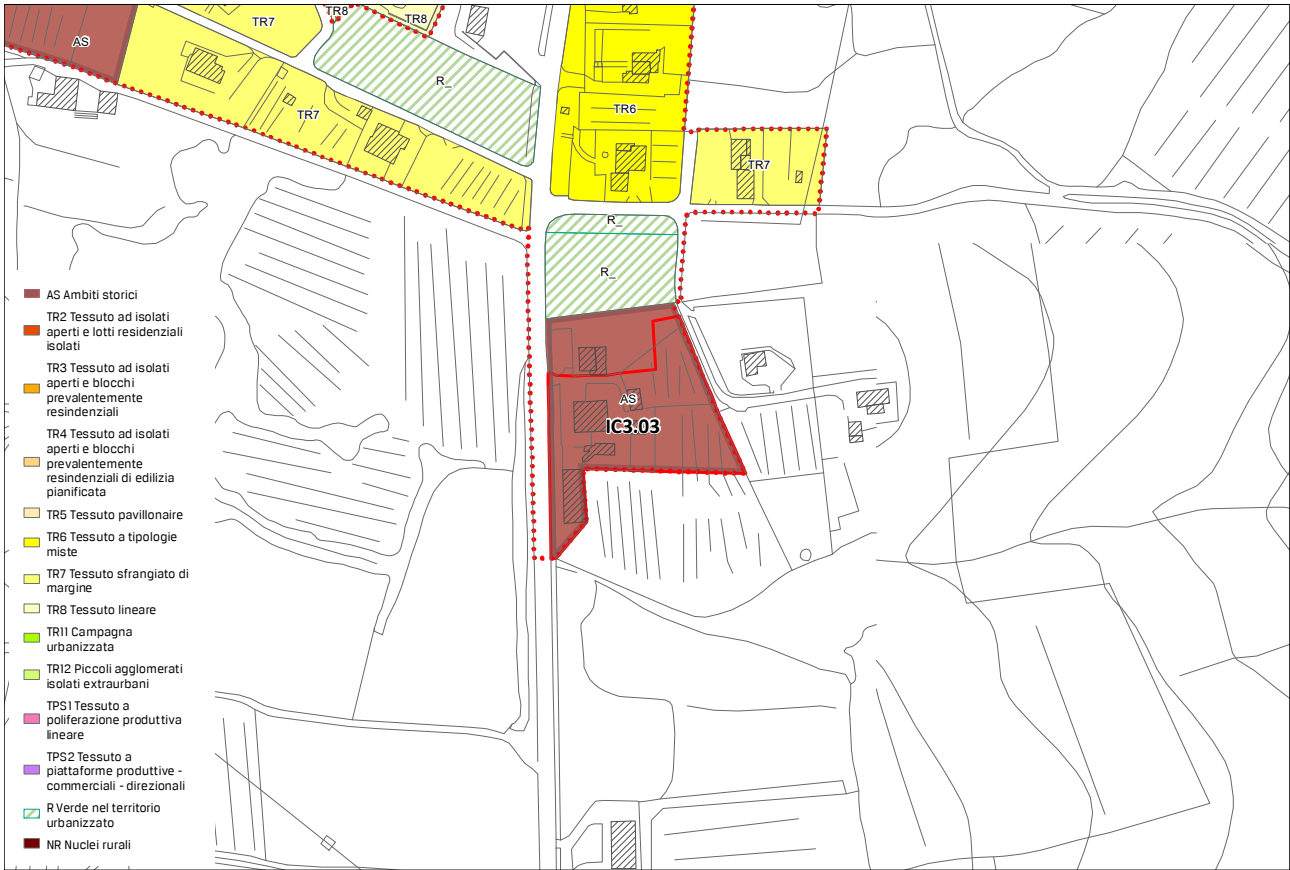 TR7
TR8
TR8
AS
R_
TR6
TR7
TR7
R_
R_
AS
IC3.03
AS Ambiti storici
TR2 Tessuto ad isolati
aperti e lotti residenziali
isolati
TR3 Tessuto ad isolati
aperti e blocchi
prevalentemente
resindenziali
TR4 Tessuto ad isolati
aperti e blocchi
prevalentemente
resindenziali di edilizia
pianificata
TR5 Tessuto pavillonaire
TR6 Tessuto a tipologie
miste
TR7 Tessuto sfrangiato di
margine
TR8 Tessuto lineare
TR11 Campagna
urbanizzata
TR12 Piccoli agglomerati
isolati extraurbani
TPS1 Tessuto a
poliferazione produttiva
lineare
TPS2 Tessuto a
piattaforme produttive -
commerciali - direzionali
R Verde nel territorio
urbanizzato
NR Nuclei rurali